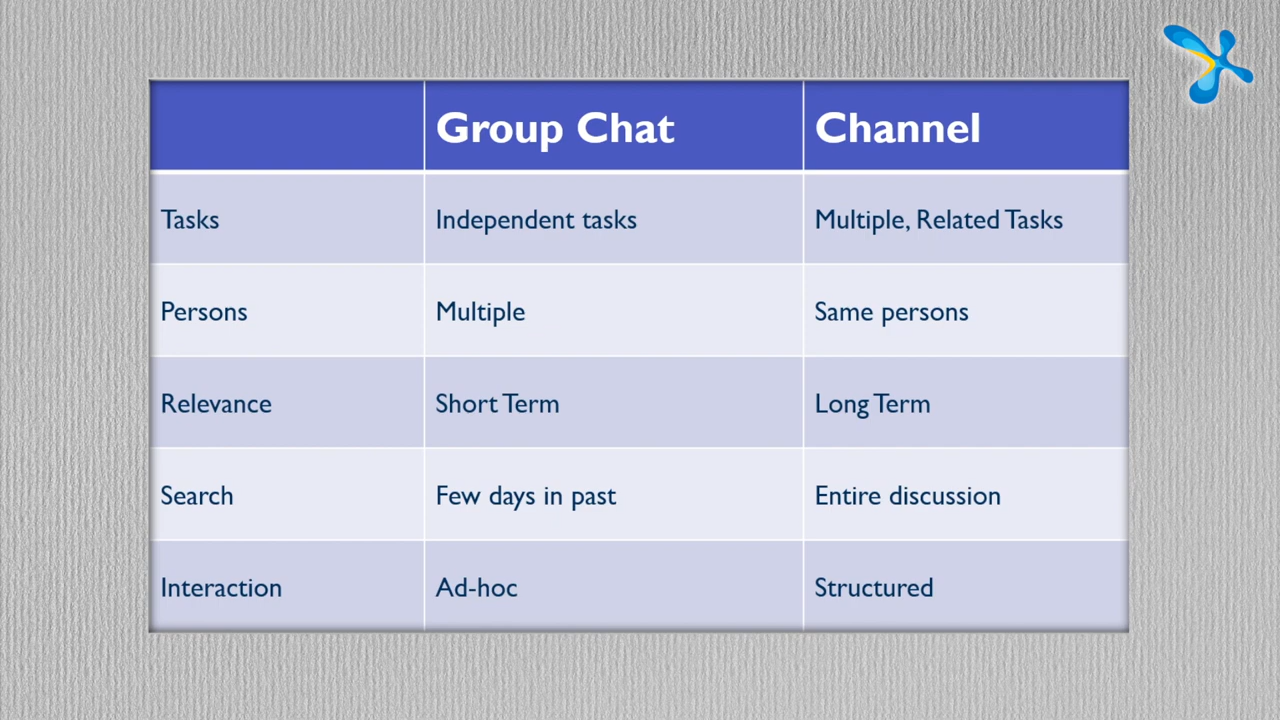 Group Chat Channel
Tasks Independent tasks Multiple, Related Tasks
Persons Multiple Same persons
Relevance Short Term Long Term
Search Few days in past Entire discussion
Interaction Ad-hoc Structured